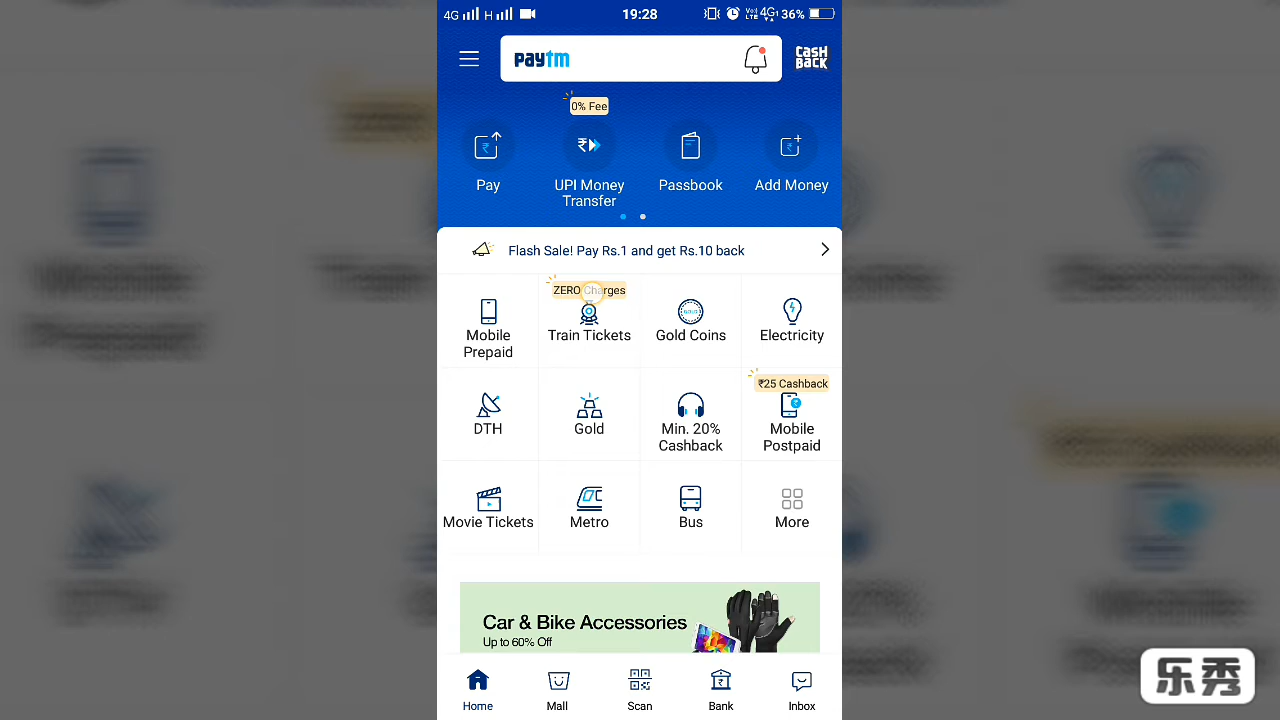 4G H 19:28 VoLTE 4G 36%
paytm CASH BACK
0% Fee
Pay UPI Money Transfer Passbook Add Money
Flash Sale! Pay Rs.1 and get Rs.10 back
ZERO Charges
Mobile Prepaid Train Tickets Gold Coins Electricity
₹25 Cashback
DTH Gold Min. 20% Cashback Mobile Postpaid
Movie Tickets Metro Bus More
Car & Bike Accessories
Up to 60% Off
Home Mall Scan Bank Inbox
乐秀